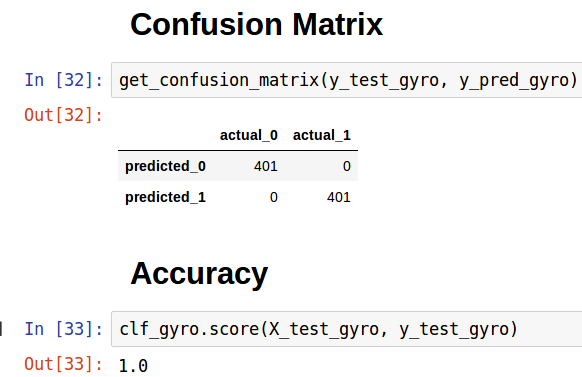 Confusion Matrix
In [32]: get_confusion_matrix(y_test_gyro, y_pred_gyro)
Out[32]:
actual_0 actual_1
predicted_0 401 0
predicted_1 0 401
Accuracy
In [33]: clf_gyro.score(X_test_gyro, y_test_gyro)
Out[33]: 1.0